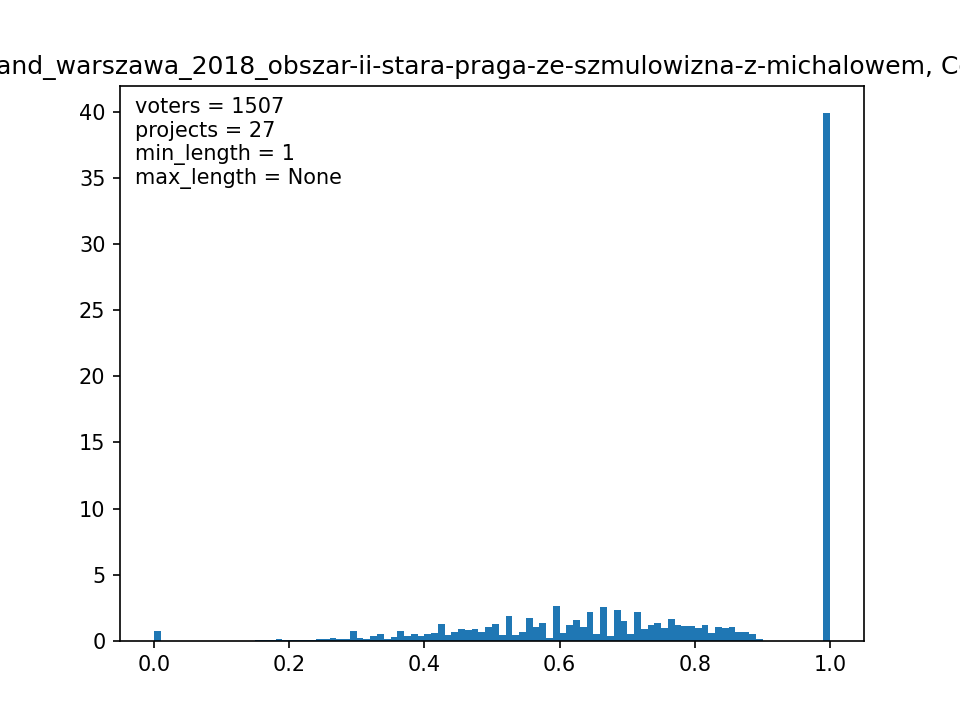 and_warszawa_2018_obszar-ii-stara-praga-ze-szmulowizna-z-michalowem, C
voters = 1507
projects = 27
min_length = 1
max_length = None
40
35
30
25
20
15
10
5
0
0.0 0.2 0.4 0.6 0.8 1.0